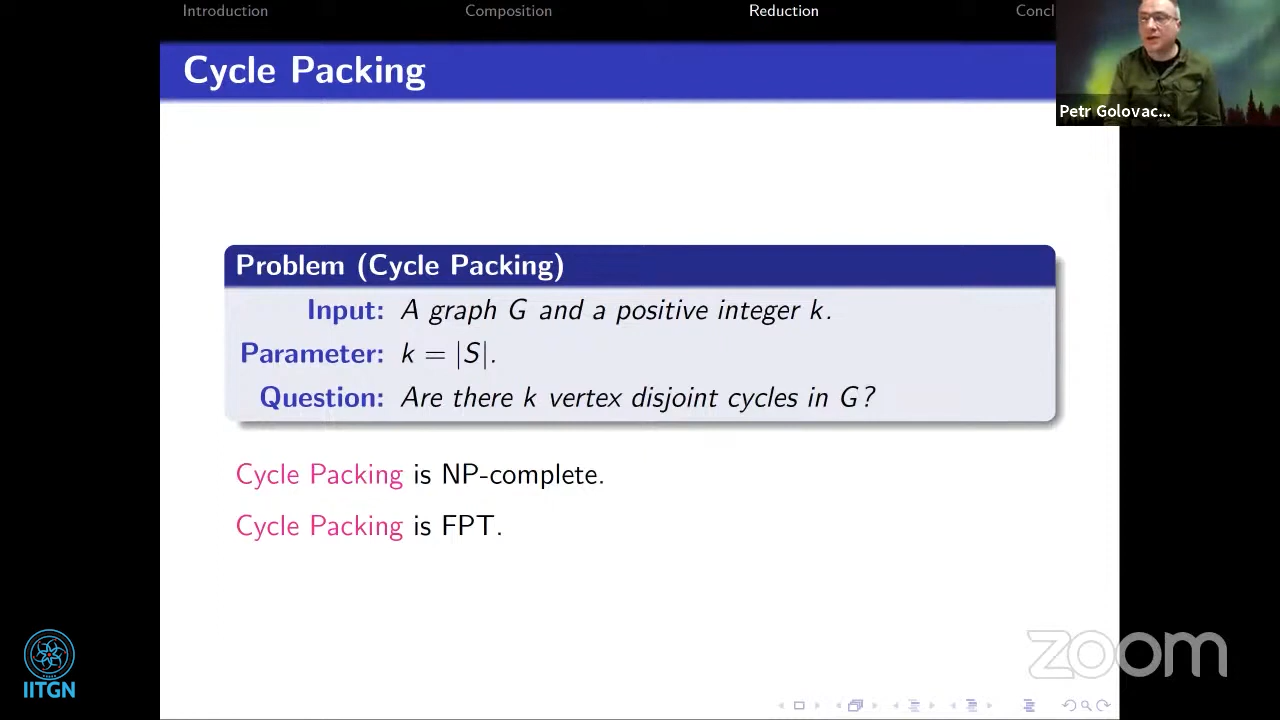 Introduction Composition Reduction Concl
Cycle Packing
Petr Golovac...
Problem (Cycle Packing)
Input: A graph G and a positive integer k.
Parameter: k = |S|.
Question: Are there k vertex disjoint cycles in G?
Cycle Packing is NP-complete.
Cycle Packing is FPT.
IITGN
zoom